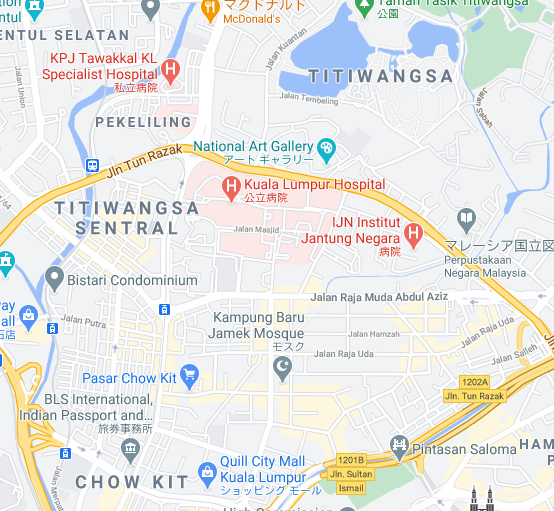 マクドナルド
McDonald's
Taman Tasik Titiwangsa
公園
Jalan Kuantan
KPJ Tawakkal KL
Specialist Hospital
私立病院
TITIWANGSA
Jalan Union
Jalan Tembeling
Jalan Sabah
PEKELILING
National Art Gallery
アート ギャラリー
Jln Tun Razak
Kuala Lumpur Hospital
公立病院
TITIWANGSA
SENTRAL
Jalan Masjid
IJN Institut
Jantung Negara
病院
マレーシア国立図
Perpustakaan
Negara Malaysia
Bistari Condominium
Jalan Raja Muda Abdul Aziz
Jalan Putra
Kampung Baru
Jamek Mosque
モスク
Jalan Hamzah
Jalan Raja Uda
Jalan Raja Uda
Jalan Salleh
Pasar Chow Kit
1202A
Jln. Tun Razak
BLS International,
Indian Passport and...
旅券事務所
Pintasan Saloma
1201B
Jln. Sultan
Ismail
CHOW KIT
Quill City Mall
Kuala Lumpur
ショッピング モール